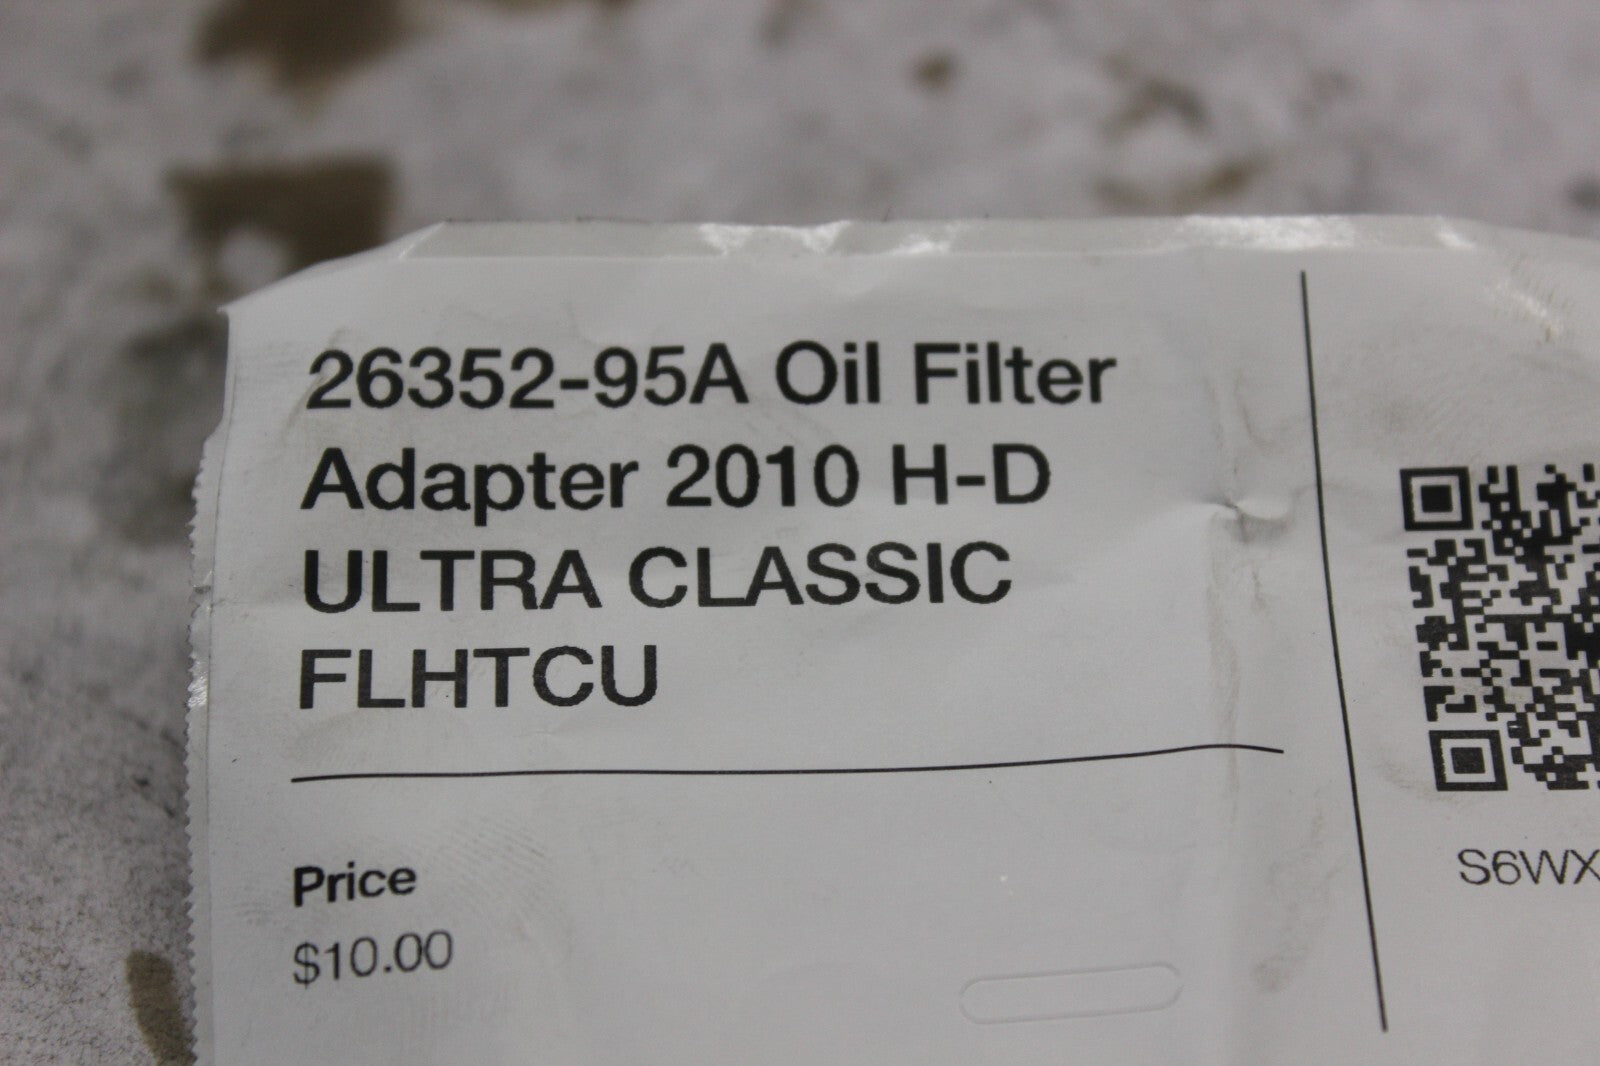 26352-95A Oil Filter
Adapter 2010 H-D
ULTRA CLASSIC
FLHTCU
Price
$10.00
S6WX